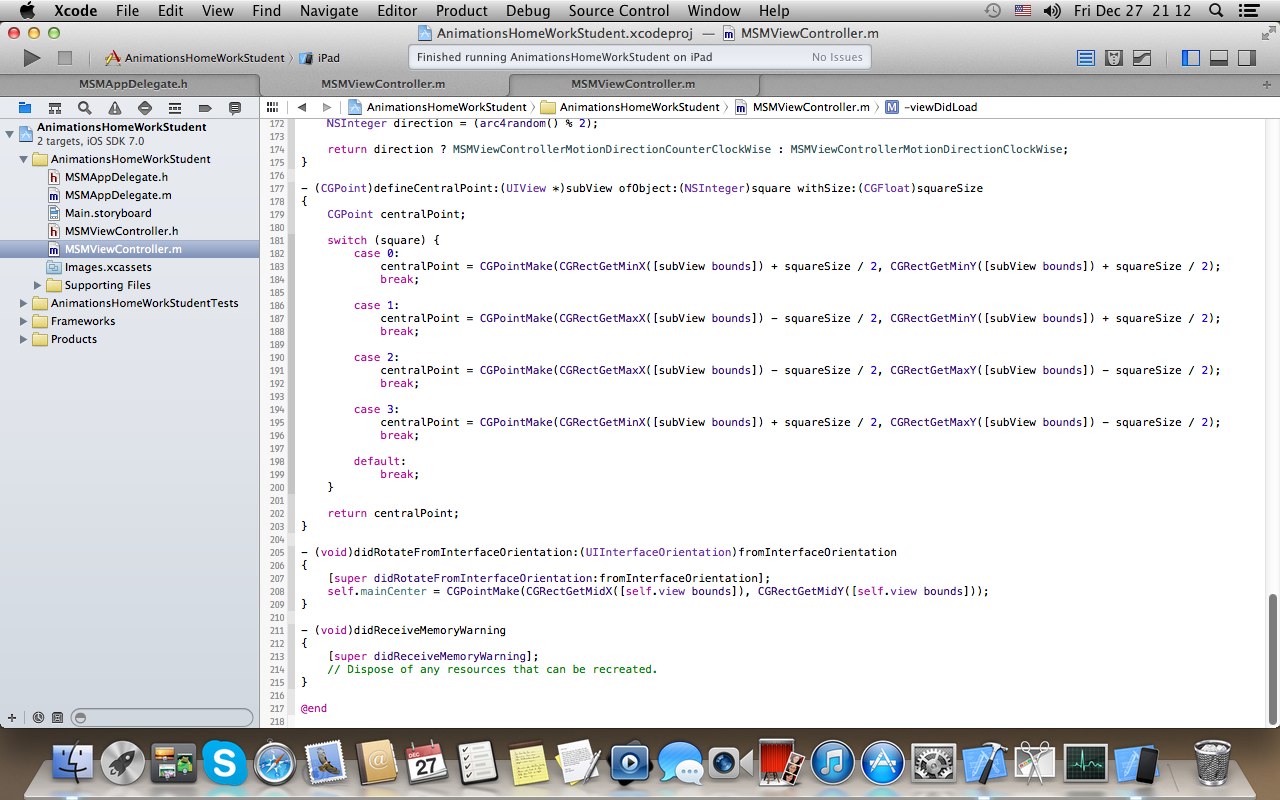 Xcode File Edit View Find Navigate Editor Product Debug Source Control Window Help Fri Dec 27 21 12
AnimationsHomeWorkStudent.xcodeproj — MSMViewController.m
AnimationsHomeWorkStudent iPad Finished running AnimationsHomeWorkStudent on iPad No Issues
MSMAppDelegate.h MSMViewController.m MSMViewController.m
AnimationsHomeWorkStudent AnimationsHomeWorkStudent MSMViewController.m M -viewDidLoad
AnimationsHomeWorkStudent
2 targets, iOS SDK 7.0
AnimationsHomeWorkStudent
h MSMAppDelegate.h
m MSMAppDelegate.m
Main.storyboard
h MSMViewController.h
m MSMViewController.m
Images.xcassets
Supporting Files
AnimationsHomeWorkStudentTests
Frameworks
Products
172 NSInteger direction = (arc4random() % 2);
173
174 return direction ? MSMViewControllerMotionDirectionCounterClockWise : MSMViewControllerMotionDirectionClockWise;
175 }
176
177 - (CGPoint)defineCentralPoint:(UIView *)subView ofObject:(NSInteger)square withSize:(CGFloat)squareSize
178 {
179 CGPoint centralPoint;
180
181 switch (square) {
182 case 0:
183 centralPoint = CGPointMake(CGRectGetMinX([subView bounds]) + squareSize / 2, CGRectGetMinY([subView bounds]) + squareSize / 2);
184 break;
185
186 case 1:
187 centralPoint = CGPointMake(CGRectGetMaxX([subView bounds]) - squareSize / 2, CGRectGetMinY([subView bounds]) + squareSize / 2);
188 break;
189
190 case 2:
191 centralPoint = CGPointMake(CGRectGetMaxX([subView bounds]) - squareSize / 2, CGRectGetMaxY([subView bounds]) - squareSize / 2);
192 break;
193
194 case 3:
195 centralPoint = CGPointMake(CGRectGetMinX([subView bounds]) + squareSize / 2, CGRectGetMaxY([subView bounds]) - squareSize / 2);
196 break;
197
198 default:
199 break;
200 }
201
202 return centralPoint;
203 }
204
205 - (void)didRotateFromInterfaceOrientation:(UIInterfaceOrientation)fromInterfaceOrientation
206 {
207 [super didRotateFromInterfaceOrientation:fromInterfaceOrientation];
208 self.mainCenter = CGPointMake(CGRectGetMidX([self.view bounds]), CGRectGetMidY([self.view bounds]));
209 }
210
211 - (void)didReceiveMemoryWarning
212 {
213 [super didReceiveMemoryWarning];
214 // Dispose of any resources that can be recreated.
215 }
216
217 @end
218
DEC
27